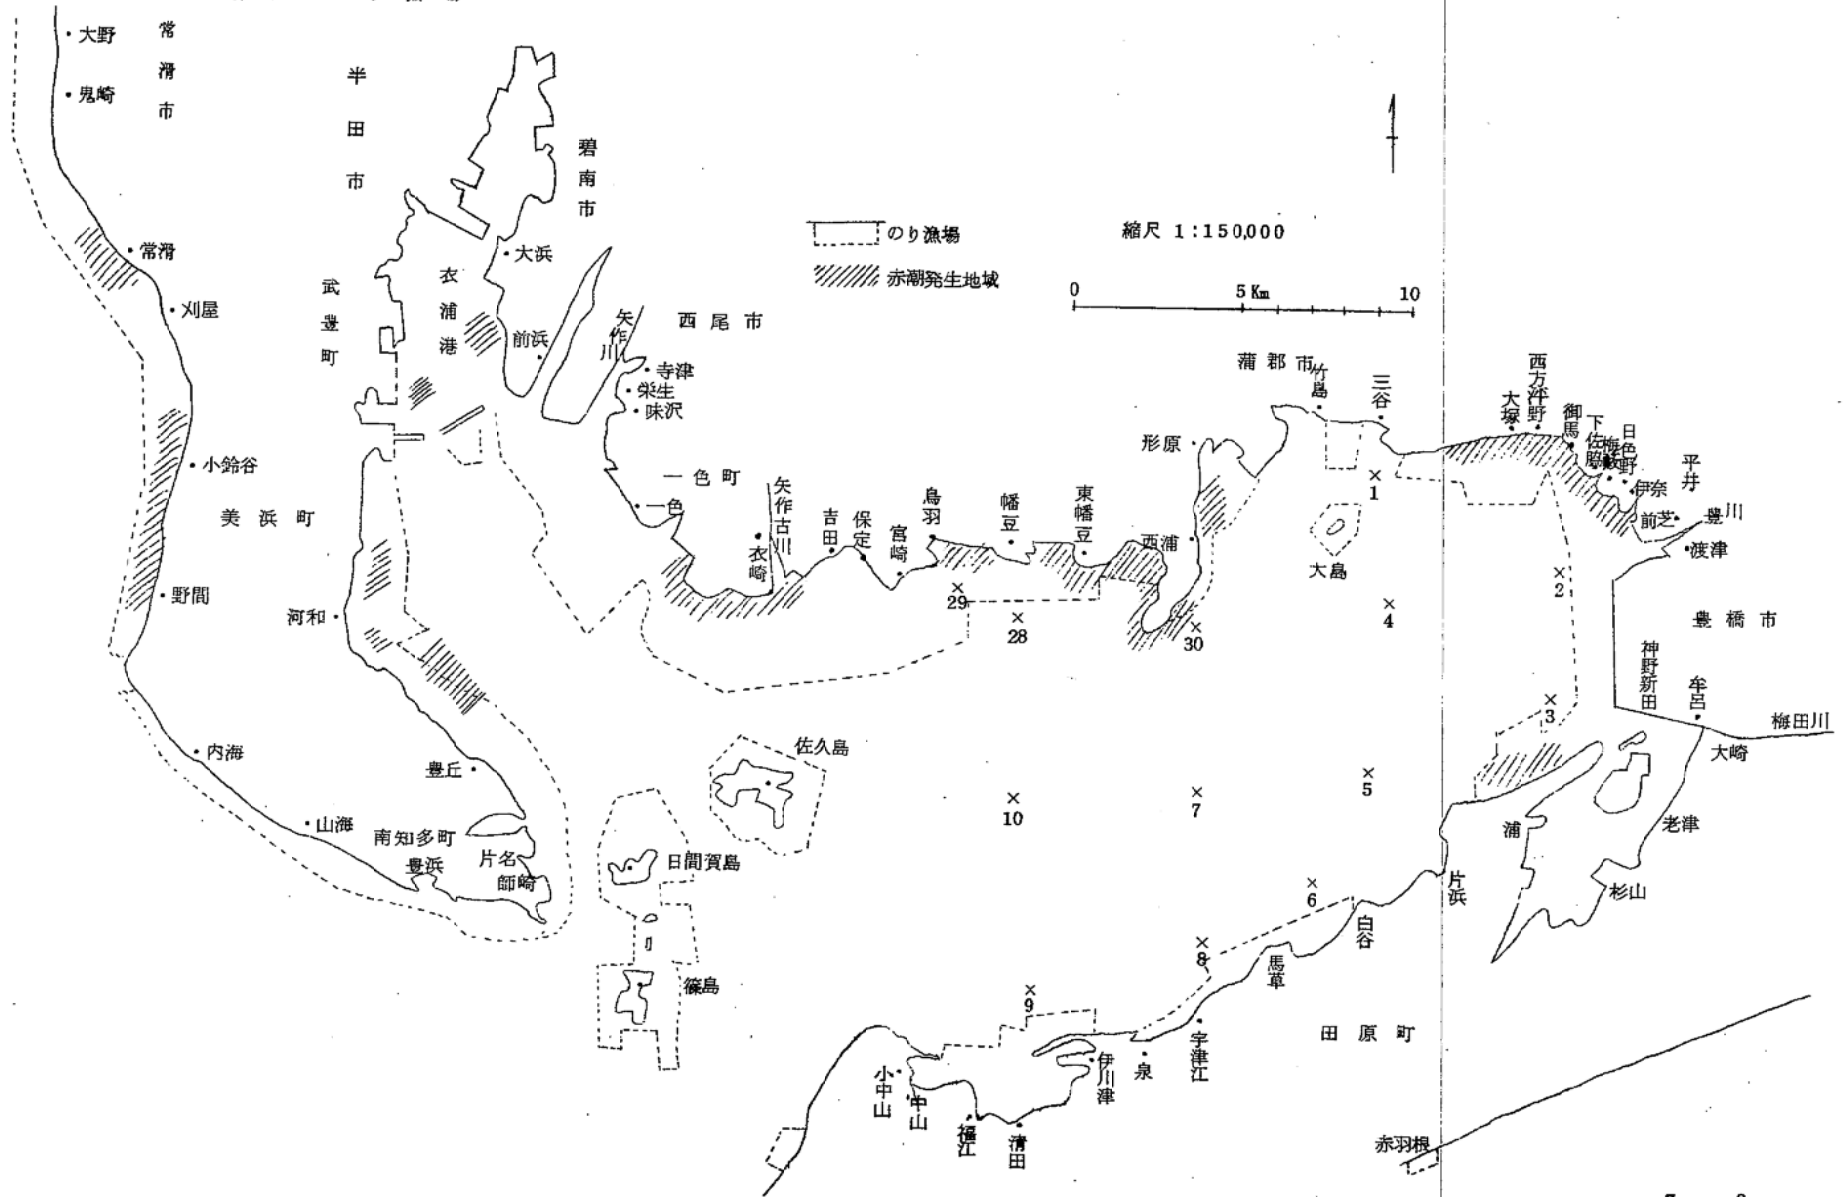 大野
常滑市
鬼崎
半田市
碧南市
常滑
刈屋
武豊町
衣浦港
大浜
前浜
矢作川
西尾市
寺津
栄生
味沢
のり漁場
赤潮発生地域
縮尺 1:150,000
0 5Km 10
小鈴谷
美浜町
野間
河和
一色町
一色
矢作古川
衣崎
吉田
保定
宮崎
鳥羽
幡豆
東幡豆
西浦
形原
蒲郡市
竹島
三谷
大塚
西方
御馬
下佐脇
梅薮
日色野
伊奈
平井
前芝
豊川
渡津
大島
豊橋市
神野新田
牟呂
梅田川
大崎
老津
杉山
浦
片浜
白谷
馬草
宇津江
泉
伊川津
田原町
赤羽根
清田
福江
中山
小中山
内海
山海
豊丘
南知多町
豊浜
片名
師崎
佐久島
日間賀島
篠島
×1
×2
×3
×4
×5
×6
×7
×8
×9
×10
×28
×29
×30